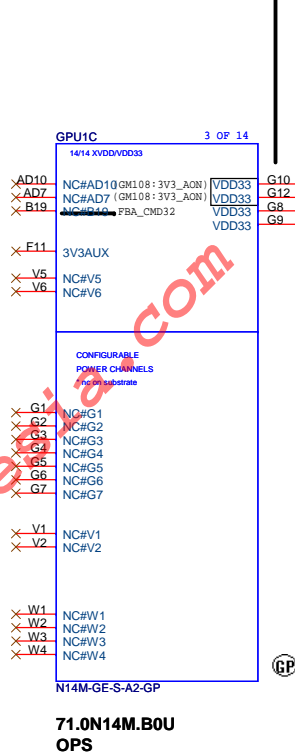 GPU1C 3 OF 14
14/14 XVDD/VDD33
AD10 NC#AD10 (GM108:3V3_AON) VDD33 G10
AD7 NC#AD7 (GM108:3V3_AON) VDD33 G12
B19 NC#B19 FBA_CMD32 VDD33 G8
VDD33 G9
F11 3V3AUX
V5 NC#V5
V6 NC#V6
CONFIGURABLE
POWER CHANNELS
* nc on substrate
G1 NC#G1
G2 NC#G2
G3 NC#G3
G4 NC#G4
G5 NC#G5
G6 NC#G6
G7 NC#G7
V1 NC#V1
V2 NC#V2
W1 NC#W1
W2 NC#W2
W3 NC#W3
W4 NC#W4
N14M-GE-S-A2-GP
GP
71.0N14M.B0U
OPS
esia.com